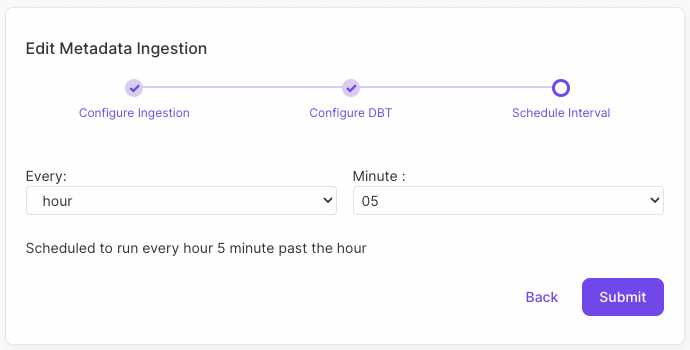 Edit Metadata Ingestion
Configure Ingestion
Configure DBT
Schedule Interval
Every:
Minute :
hour
05
Scheduled to run every hour 5 minute past the hour
Back
Submit